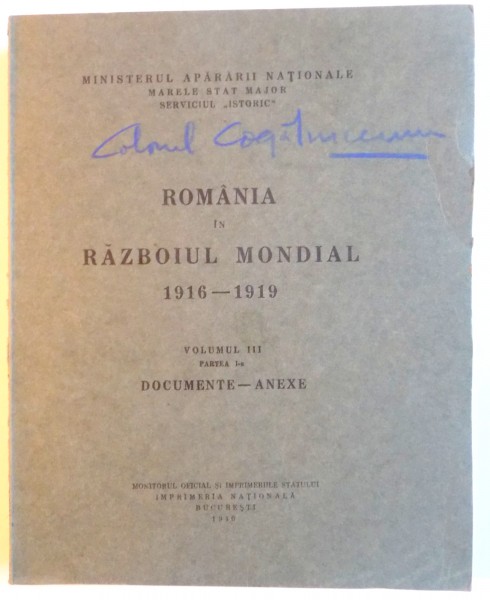 MINISTERUL APĂRĂRII NAȚIONALE
MARELE STAT MAJOR
SERVICIUL „ISTORIC“
Colonel
ROMÂNIA
ÎN
RĂZBOIUL MONDIAL
1916 — 1919
VOLUMUL III
PARTEA I-a
DOCUMENTE — ANEXE
MONITORUL OFICIAL ȘI IMPRIMERIILE STATULUI
IMPRIMERIA NAȚIONALĂ
BUCUREȘTI